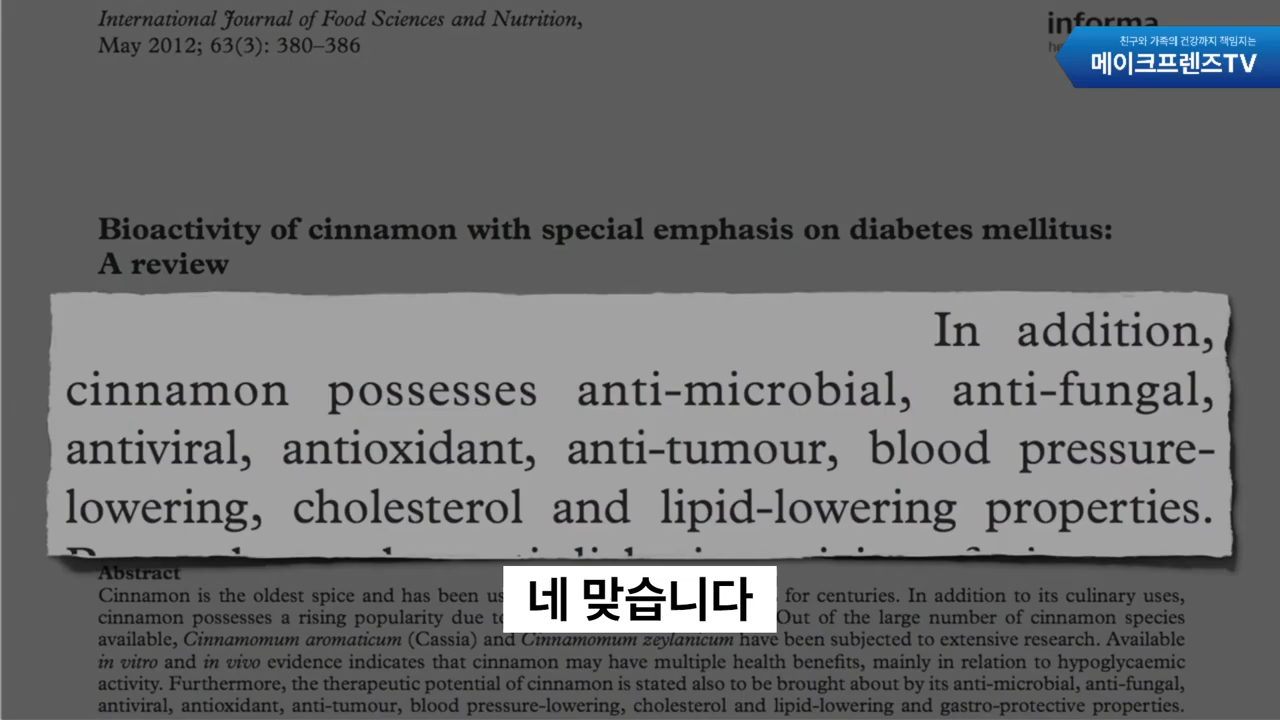 International Journal of Food Sciences and Nutrition,
May 2012; 63(3): 380–386
informa
친구와 가족의 건강까지 책임지는
메이크프렌즈TV
Bioactivity of cinnamon with special emphasis on diabetes mellitus:
A review
In addition,
cinnamon possesses anti-microbial, anti-fungal,
antiviral, antioxidant, anti-tumour, blood pressure-
lowering, cholesterol and lipid-lowering properties.
Abstract
Cinnamon is the oldest spice and has been for centuries. In addition to its culinary uses,
cinnamon possesses a rising popularity due Out of the large number of cinnamon species
available, Cinnamomum aromaticum (Cassia) and Cinnamomum zeylanicum have been subjected to extensive research. Available
in vitro and in vivo evidence indicates that cinnamon may have multiple health benefits, mainly in relation to hypoglycaemic
activity. Furthermore, the therapeutic potential of cinnamon is stated also to be brought about by its anti-microbial, anti-fungal,
antiviral, antioxidant, anti-tumour, blood pressure-lowering, cholesterol and lipid-lowering and gastro-protective properties.
네 맞습니다